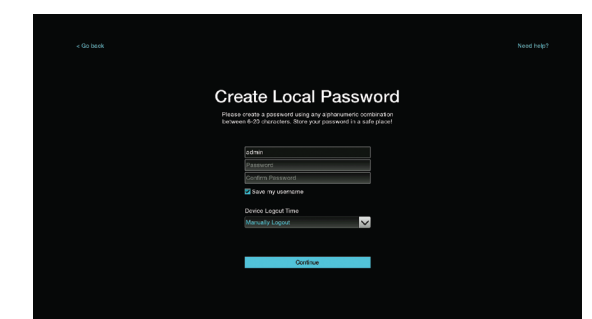 < Go back
Need help?
Create Local Password
Please create a password using any alphanumeric combination
between 6-20 characters. Store your password in a safe place!
admin
Password
Confirm Password
Save my username
Device Logout Time
Manually Logout
Continue